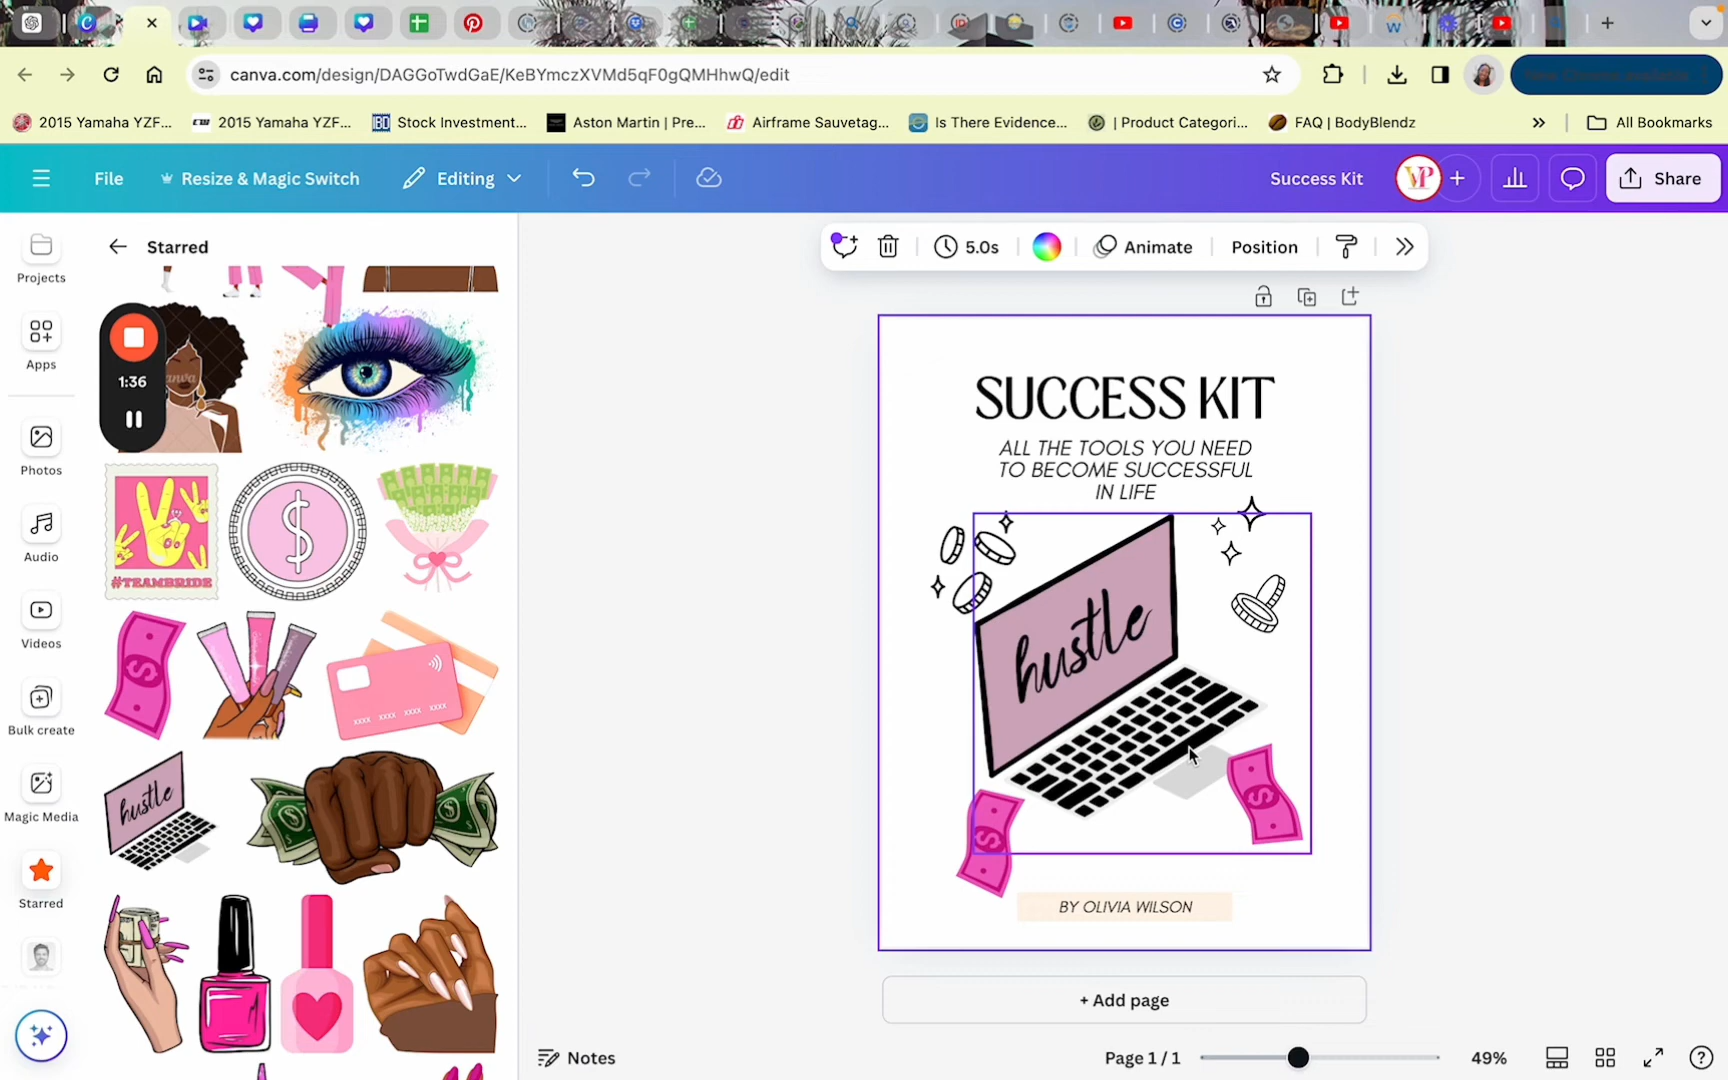 canva.com/design/DAGGoTwdGaE/KeBYmczXVMd5qF0gQMHhwQ/edit
2015 Yamaha YZF...
2015 Yamaha YZF...
Stock Investment...
Aston Martin | Pre...
Airframe Sauvetag...
Is There Evidence...
| Product Categori...
FAQ | BodyBlendz
All Bookmarks
File
Resize & Magic Switch
Editing
Success Kit
Share
Projects
Apps
Photos
Audio
Videos
Bulk create
Magic Media
Starred
Starred
1:36
#TEAMBRIDE
XXXX XXXX XXXX XXXX
hustle
5.0s
Animate
Position
SUCCESS KIT
ALL THE TOOLS YOU NEED
TO BECOME SUCCESSFUL
IN LIFE
hustle
BY OLIVIA WILSON
+ Add page
Notes
Page 1 / 1
49%